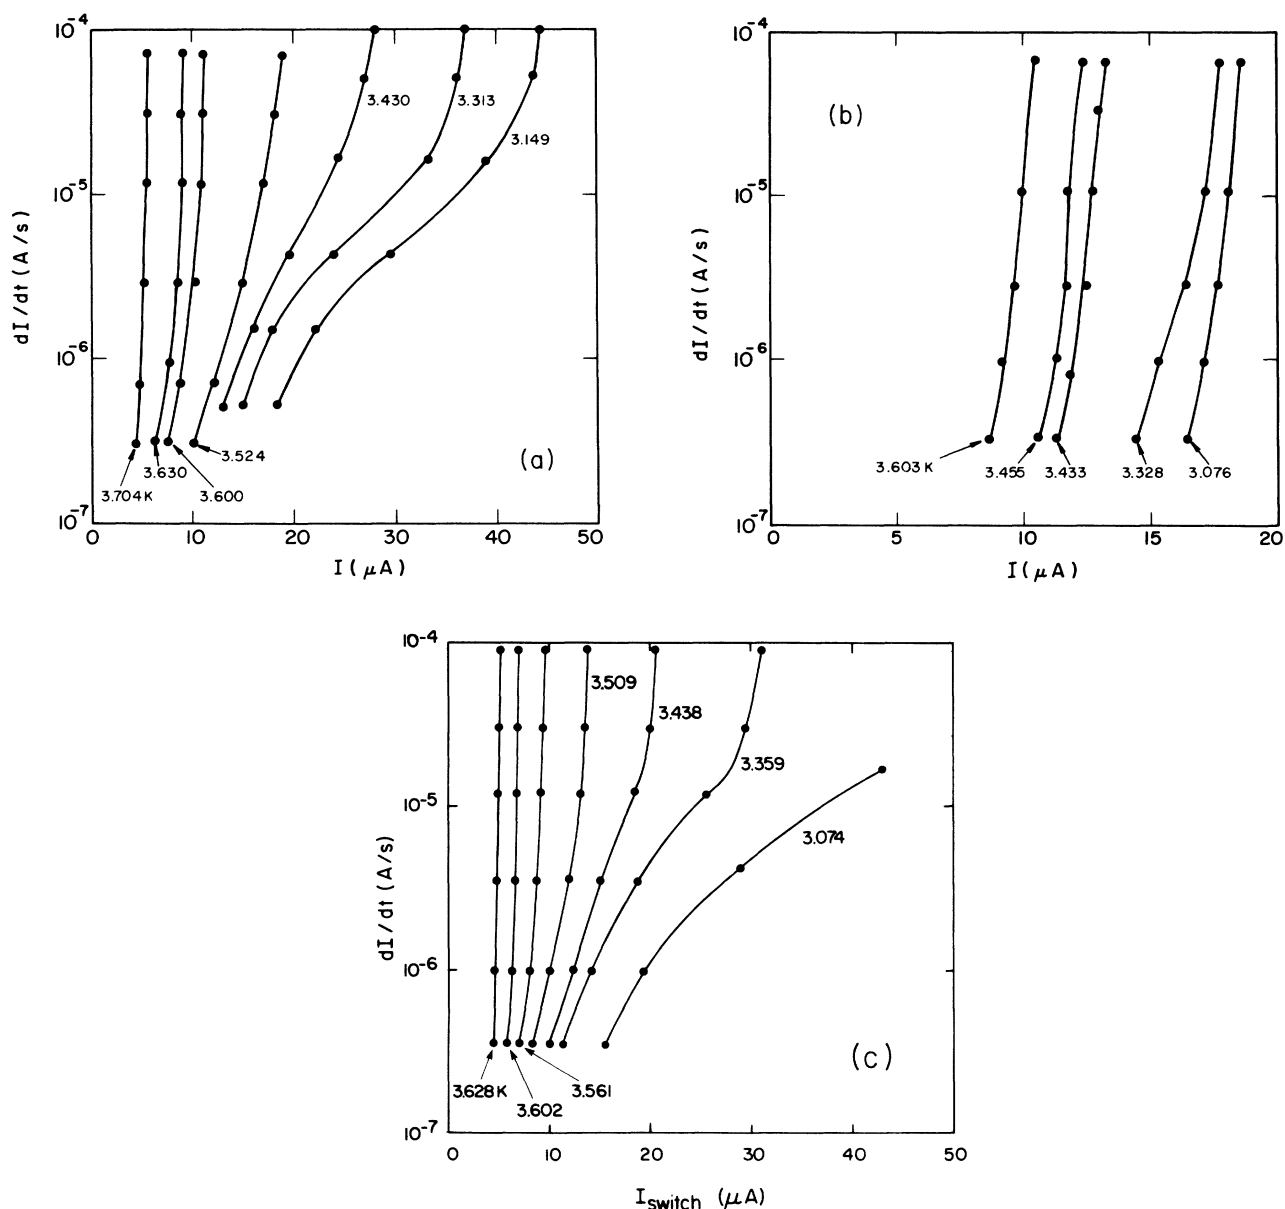 10-4
10-5
10-6
10-7
dI/dt (A/s)
3.430
3.313
3.149
3.524
3.630
3.704K
3.600
(a)
0 10 20 30 40 50
I (μA)
10-4
10-5
10-6
10-7
dI/dt (A/s)
(b)
3.603 K
3.455
3.433
3.328
3.076
0 5 10 15 20
I (μA)
10-4
10-5
10-6
10-7
dI/dt (A/s)
3.509
3.438
3.359
3.074
3.628K
3.602
3.561
(c)
0 10 20 30 40 50
Iswitch (μA)